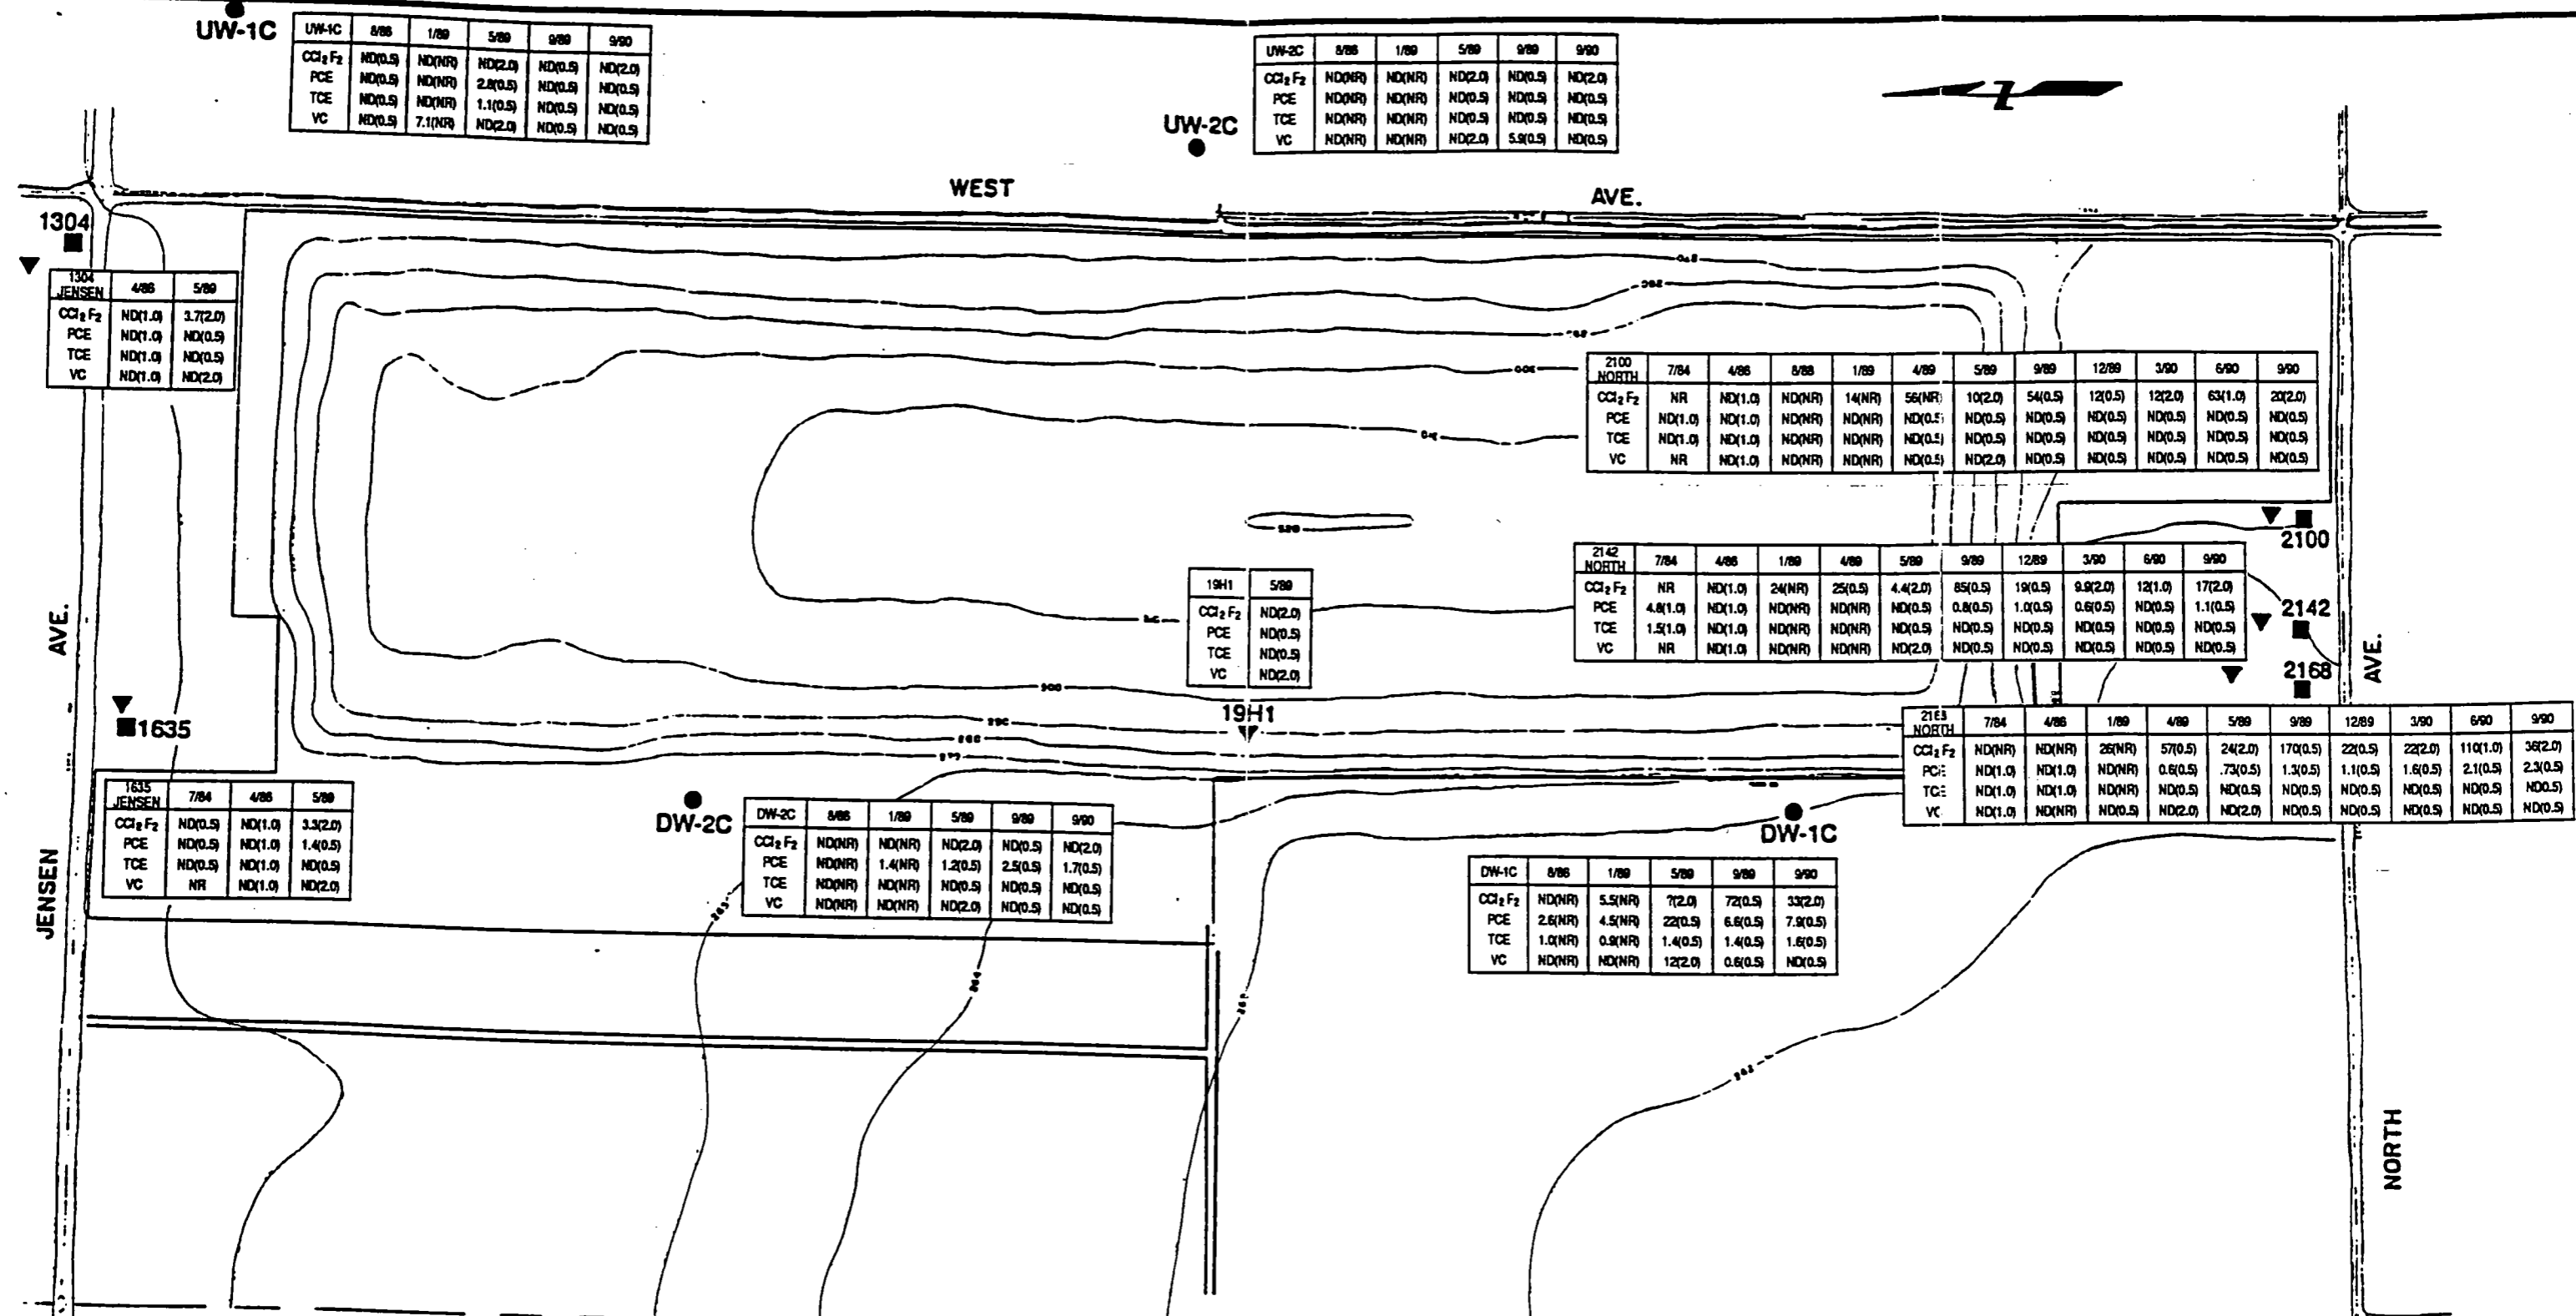 UW-1C
UW-1C 8/86 1/89 5/89 9/89 9/90
CCl₂F₂ ND(0.5) ND(NR) ND(2.0) ND(0.5) ND(2.0)
PCE ND(0.5) ND(NR) 2.8(0.5) ND(0.5) ND(0.5)
TCE ND(0.5) ND(NR) 1.1(0.5) ND(0.5) ND(0.5)
VC ND(0.5) 7.1(NR) ND(2.0) ND(0.5) ND(0.5)
UW-2C
UW-2C 8/86 1/89 5/89 9/89 9/90
CCl₂F₂ ND(NR) ND(NR) ND(2.0) ND(0.5) ND(2.0)
PCE ND(NR) ND(NR) ND(0.5) ND(0.5) ND(0.5)
TCE ND(NR) ND(NR) ND(0.5) ND(0.5) ND(0.5)
VC ND(NR) ND(NR) ND(2.0) 5.9(0.5) ND(0.5)
Z
WEST AVE.
1304
1304 JENSEN 4/86 5/89
CCl₂F₂ ND(1.0) 3.7(2.0)
PCE ND(1.0) ND(0.5)
TCE ND(1.0) ND(0.5)
VC ND(1.0) ND(2.0)
2100 NORTH 7/84 4/86 8/88 1/89 4/89 5/89 9/89 12/89 3/90 6/90 9/90
CCl₂F₂ NR ND(1.0) ND(NR) 14(NR) 56(NR) 10(2.0) 54(0.5) 12(0.5) 12(2.0) 63(1.0) 20(2.0)
PCE ND(1.0) ND(1.0) ND(NR) ND(NR) ND(0.5) ND(0.5) ND(0.5) ND(0.5) ND(0.5) ND(0.5) ND(0.5)
TCE ND(1.0) ND(1.0) ND(NR) ND(NR) ND(0.5) ND(0.5) ND(0.5) ND(0.5) ND(0.5) ND(0.5) ND(0.5)
VC NR ND(1.0) ND(NR) ND(NR) ND(0.5) ND(2.0) ND(0.5) ND(0.5) ND(0.5) ND(0.5) ND(0.5)
2100
2142 NORTH 7/84 4/86 1/89 4/89 5/89 9/89 12/89 3/90 6/90 9/90
CCl₂F₂ NR ND(1.0) 24(NR) 25(0.5) 4.4(2.0) 85(0.5) 19(0.5) 9.9(2.0) 12(1.0) 17(2.0)
PCE 4.8(1.0) ND(1.0) ND(NR) ND(NR) ND(0.5) 0.8(0.5) 1.0(0.5) 0.6(0.5) ND(0.5) 1.1(0.5)
TCE 1.5(1.0) ND(1.0) ND(NR) ND(NR) ND(0.5) ND(0.5) ND(0.5) ND(0.5) ND(0.5) ND(0.5)
VC NR ND(1.0) ND(NR) ND(NR) ND(2.0) ND(0.5) ND(0.5) ND(0.5) ND(0.5) ND(0.5)
2142
2168
19H1 5/89
CCl₂F₂ ND(2.0)
PCE ND(0.5)
TCE ND(0.5)
VC ND(2.0)
19H1
300
290
280
320
1635
2168 NORTH 7/84 4/86 1/89 4/89 5/89 9/89 12/89 3/90 6/90 9/90
CCl₂F₂ ND(NR) ND(NR) 26(NR) 57(0.5) 24(2.0) 170(0.5) 22(0.5) 22(2.0) 110(1.0) 36(2.0)
PCE ND(1.0) ND(1.0) ND(NR) 0.6(0.5) .73(0.5) 1.3(0.5) 1.1(0.5) 1.6(0.5) 2.1(0.5) 2.3(0.5)
TCE ND(1.0) ND(1.0) ND(NR) ND(0.5) ND(0.5) ND(0.5) ND(0.5) ND(0.5) ND(0.5) ND0.5)
VC ND(1.0) ND(NR) ND(0.5) ND(2.0) ND(2.0) ND(0.5) ND(0.5) ND(0.5) ND(0.5) ND(0.5)
1635 JENSEN 7/84 4/86 5/89
CCl₂F₂ ND(0.5) ND(1.0) 3.3(2.0)
PCE ND(0.5) ND(1.0) 1.4(0.5)
TCE ND(0.5) ND(1.0) ND(0.5)
VC NR ND(1.0) ND(2.0)
DW-2C
DW-2C 8/86 1/89 5/89 9/89 9/90
CCl₂F₂ ND(NR) ND(NR) ND(2.0) ND(0.5) ND(2.0)
PCE ND(NR) 1.4(NR) 1.2(0.5) 2.5(0.5) 1.7(0.5)
TCE ND(NR) ND(NR) ND(0.5) ND(0.5) ND(0.5)
VC ND(NR) ND(NR) ND(2.0) ND(0.5) ND(0.5)
DW-1C
DW-1C 8/86 1/89 5/89 9/89 9/90
CCl₂F₂ ND(NR) 5.5(NR) ?(2.0) 72(0.5) 33(2.0)
PCE 2.6(NR) 4.5(NR) 22(0.5) 6.6(0.5) 7.9(0.5)
TCE 1.0(NR) 0.9(NR) 1.4(0.5) 1.4(0.5) 1.6(0.5)
VC ND(NR) ND(NR) 12(2.0) 0.6(0.5) ND(0.5)
JENSEN AVE.
NORTH AVE.